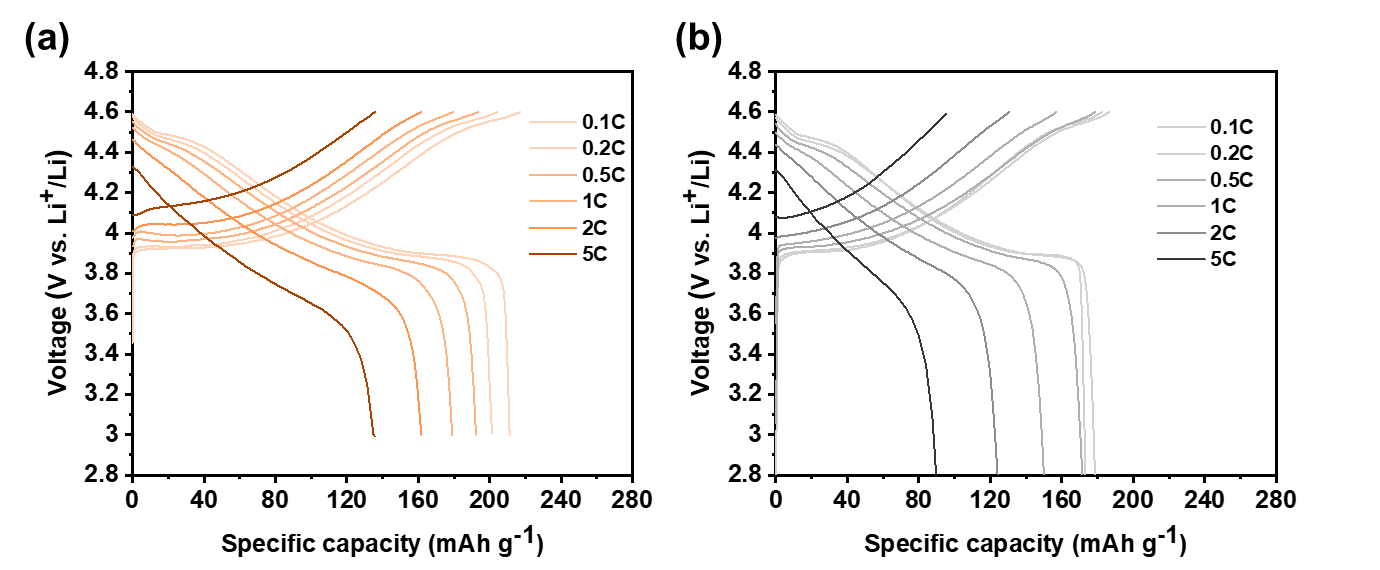 (a)
4.8
4.6
4.4
4.2
4
3.8
3.6
3.4
3.2
3
2.8
Voltage (V vs. Li⁺/Li)
0.1C
0.2C
0.5C
1C
2C
5C
0 40 80 120 160 200 240 280
Specific capacity (mAh g⁻¹)
(b)
4.8
4.6
4.4
4.2
4
3.8
3.6
3.4
3.2
3
2.8
Voltage (V vs. Li⁺/Li)
0.1C
0.2C
0.5C
1C
2C
5C
0 40 80 120 160 200 240 280
Specific capacity (mAh g⁻¹)